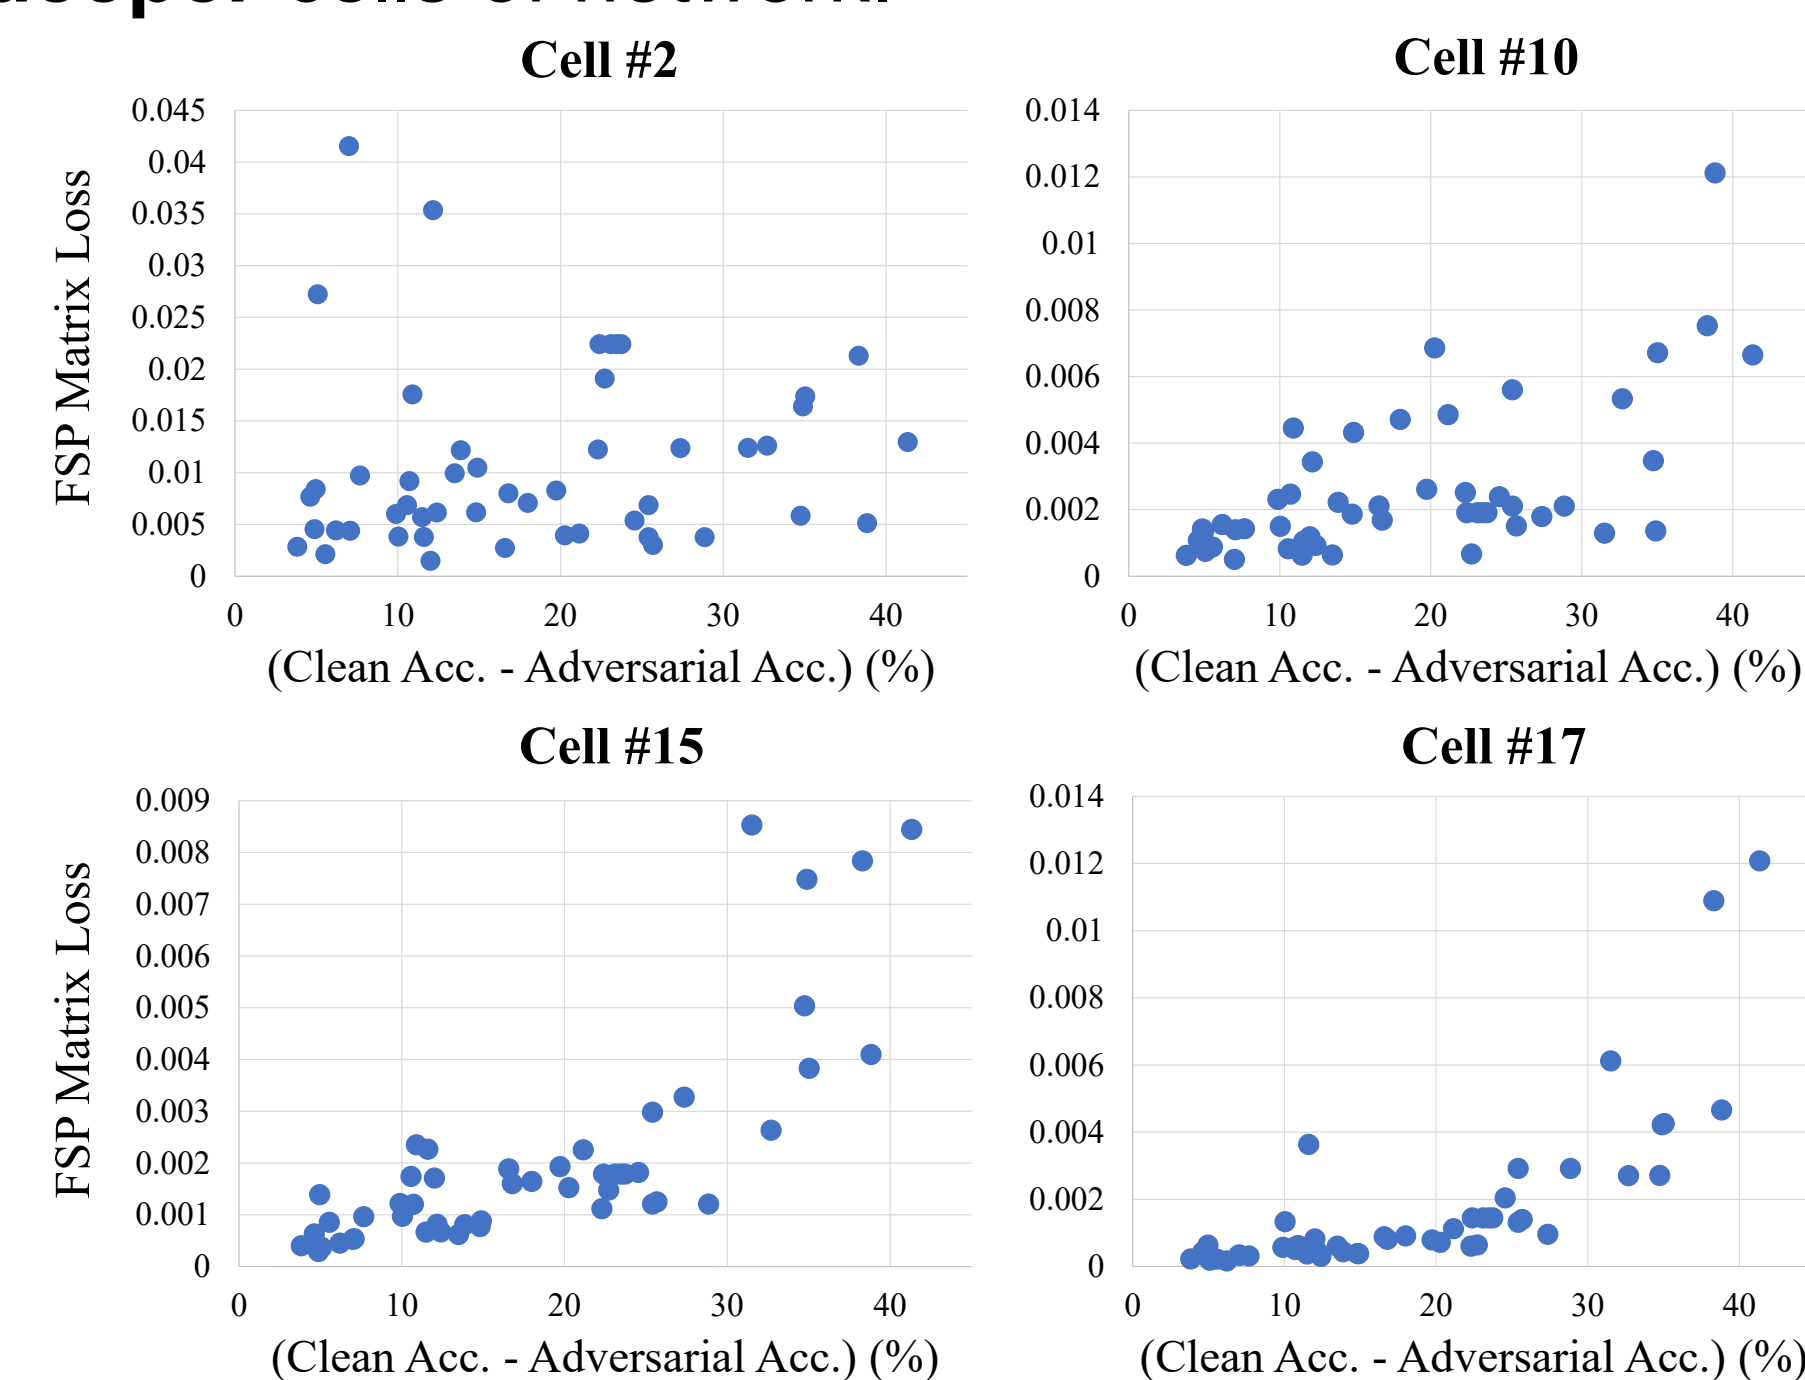 deeper cells of network.
Cell #2
0.045
0.04
0.035
0.03
0.025
0.02
0.015
0.01
0.005
0
0 10 20 30 40
FSP Matrix Loss
(Clean Acc. - Adversarial Acc.) (%)
Cell #10
0.014
0.012
0.01
0.008
0.006
0.004
0.002
0
0 10 20 30 40
(Clean Acc. - Adversarial Acc.) (%)
Cell #15
0.009
0.008
0.007
0.006
0.005
0.004
0.003
0.002
0.001
0
0 10 20 30 40
FSP Matrix Loss
(Clean Acc. - Adversarial Acc.) (%)
Cell #17
0.014
0.012
0.01
0.008
0.006
0.004
0.002
0
0 10 20 30 40
(Clean Acc. - Adversarial Acc.) (%)